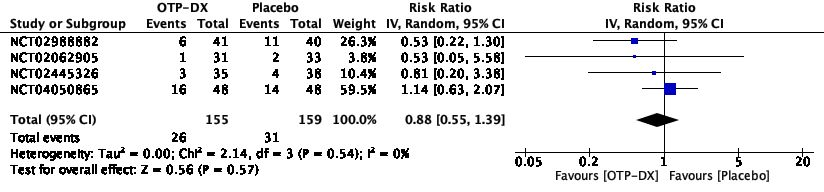 OTP-DX Placebo Risk Ratio Risk Ratio
Study or Subgroup Events Total Events Total Weight IV, Random, 95% CI IV, Random, 95% CI
NCT02988882 6 41 11 40 26.3% 0.53 [0.22, 1.30]
NCT02062905 1 31 2 33 3.8% 0.53 [0.05, 5.58]
NCT02445326 3 35 4 38 10.4% 0.81 [0.20, 3.38]
NCT04050865 16 48 14 48 59.5% 1.14 [0.63, 2.07]
Total (95% CI) 155 159 100.0% 0.88 [0.55, 1.39]
Total events 26 31
Heterogeneity: Tau² = 0.00; Chi² = 2.14, df = 3 (P = 0.54); I² = 0%
Test for overall effect: Z = 0.56 (P = 0.57)
0.05 0.2 1 5 20
Favours [OTP-DX] Favours [Placebo]